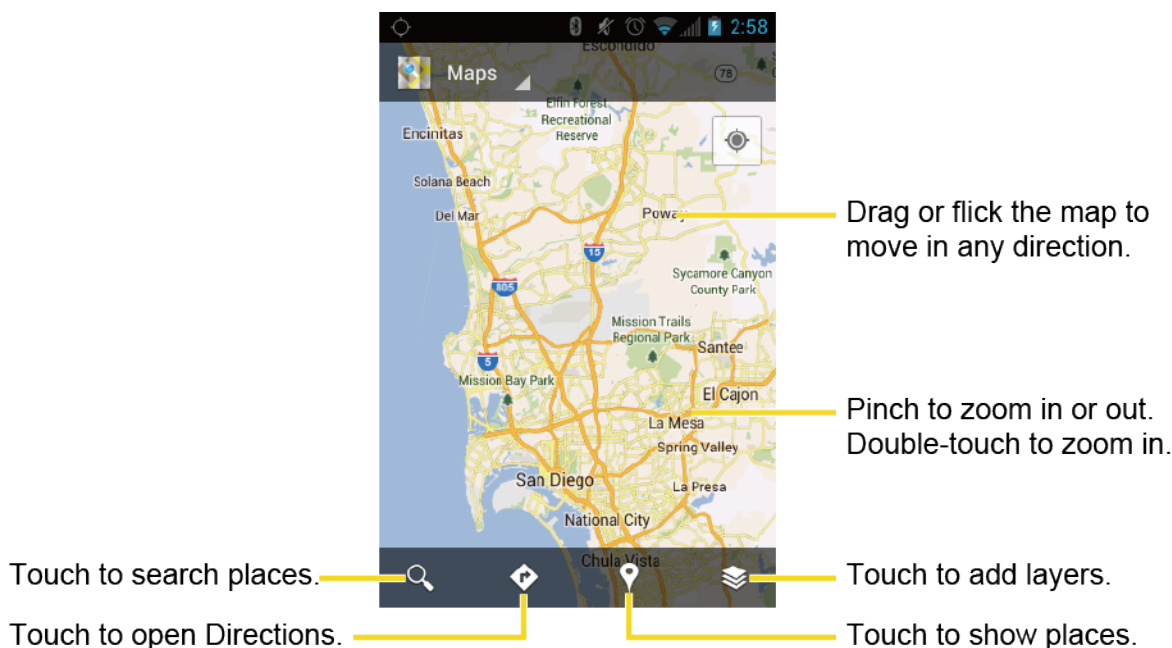 2:58
Escondido
Maps
78
Elfin Forest
Recreational
Reserve
Encinitas
Solana Beach
Del Mar
Poway
15
805
Sycamore Canyon
County Park
Mission Trails
Regional Park
Santee
5
Mission Bay Park
El Cajon
La Mesa
Spring Valley
San Diego
La Presa
National City
Chula Vista
Drag or flick the map to
move in any direction.
Pinch to zoom in or out.
Double-touch to zoom in.
Touch to search places.
Touch to add layers.
Touch to open Directions.
Touch to show places.